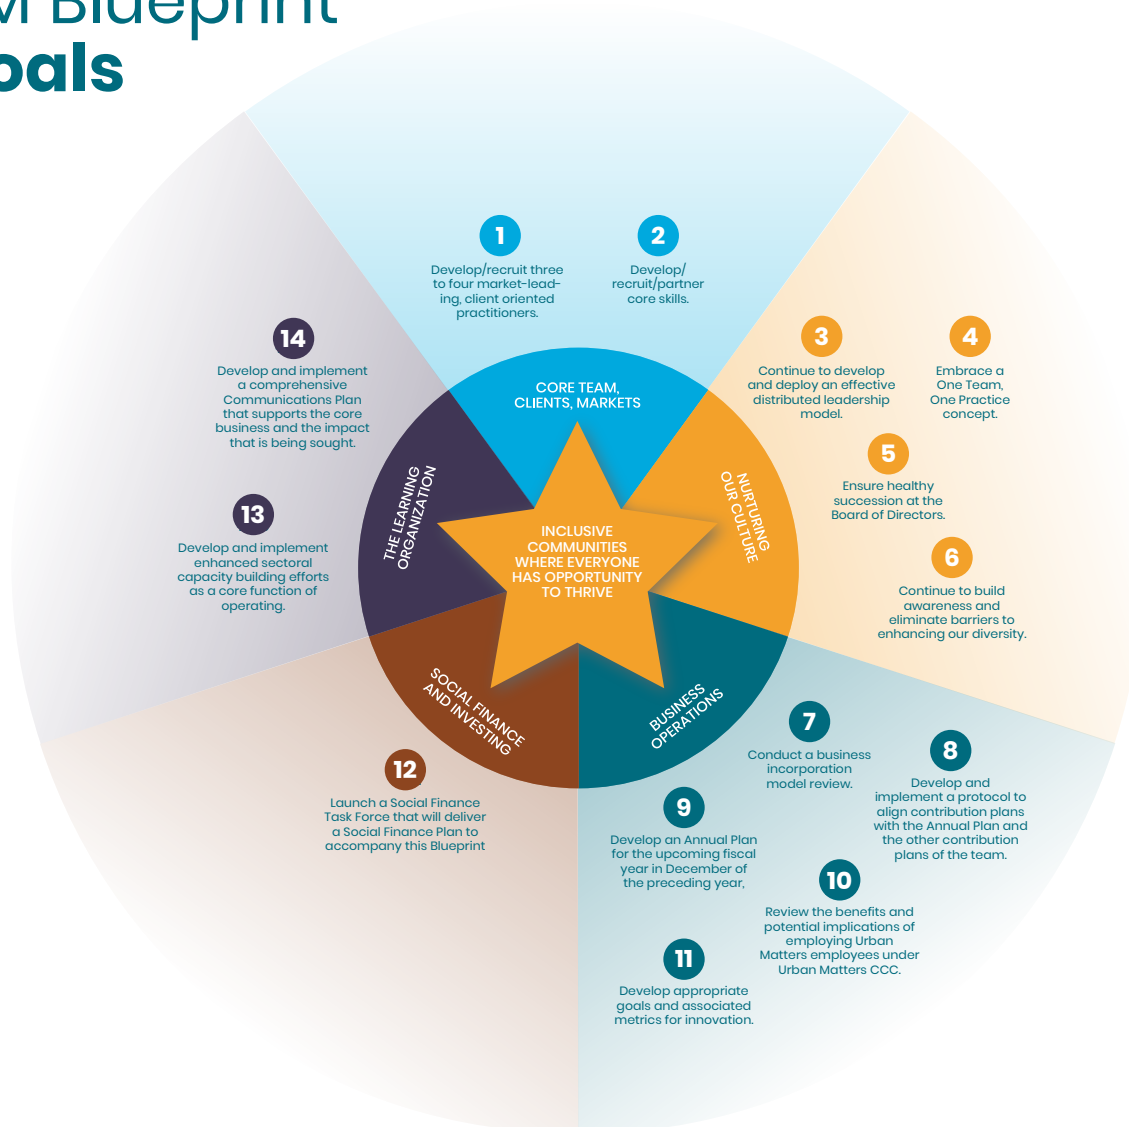 M Blueprint
oals
1
Develop/recruit three
to four market-lead-
ing, client oriented
practitioners.
2
Develop/
recruit/partner
core skills.
3
Continue to develop
and deploy an effective
distributed leadership
model.
4
Embrace a
One Team,
One Practice
concept.
5
Ensure healthy
succession at the
Board of Directors.
6
Continue to build
awareness and
eliminate barriers to
enhancing our diversity.
7
Conduct a business
incorporation
model review.
8
Develop and
implement a protocol to
align contribution plans
with the Annual Plan and
the other contribution
plans of the team.
9
Develop an Annual Plan
for the upcoming fiscal
year in December of
the preceding year,
10
Review the benefits and
potential implications of
employing Urban
Matters employees under
Urban Matters CCC.
11
Develop appropriate
goals and associated
metrics for innovation.
12
Launch a Social Finance
Task Force that will deliver
a Social Finance Plan to
accompany this Blueprint
13
Develop and implement
enhanced sectoral
capacity building efforts
as a core function of
operating.
14
Develop and implement
a comprehensive
Communications Plan
that supports the core
business and the impact
that is being sought.
CORE TEAM,
CLIENTS, MARKETS
NURTURING
OUR CULTURE
BUSINESS
OPERATIONS
SOCIAL FINANCE
AND INVESTING
THE LEARNING
ORGANIZATION
INCLUSIVE
COMMUNITIES
WHERE EVERYONE
HAS OPPORTUNITY
TO THRIVE